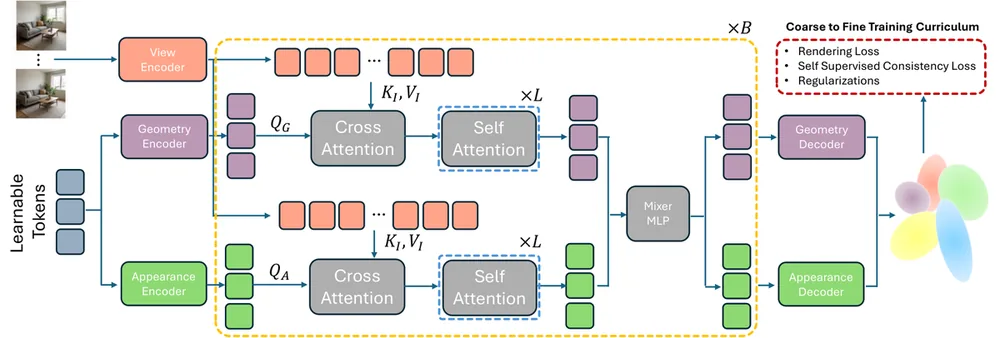 ×B
Coarse to Fine Training Curriculum
• Rendering Loss
• Self Supervised Consistency Loss
• Regularizations
View
Encoder
...
K_I, V_I
×L
Learnable
Tokens
Geometry
Encoder
Q_G
Cross
Attention
Self
Attention
Geometry
Decoder
Mixer
MLP
...
K_I, V_I
×L
Appearance
Encoder
Q_A
Cross
Attention
Self
Attention
Appearance
Decoder